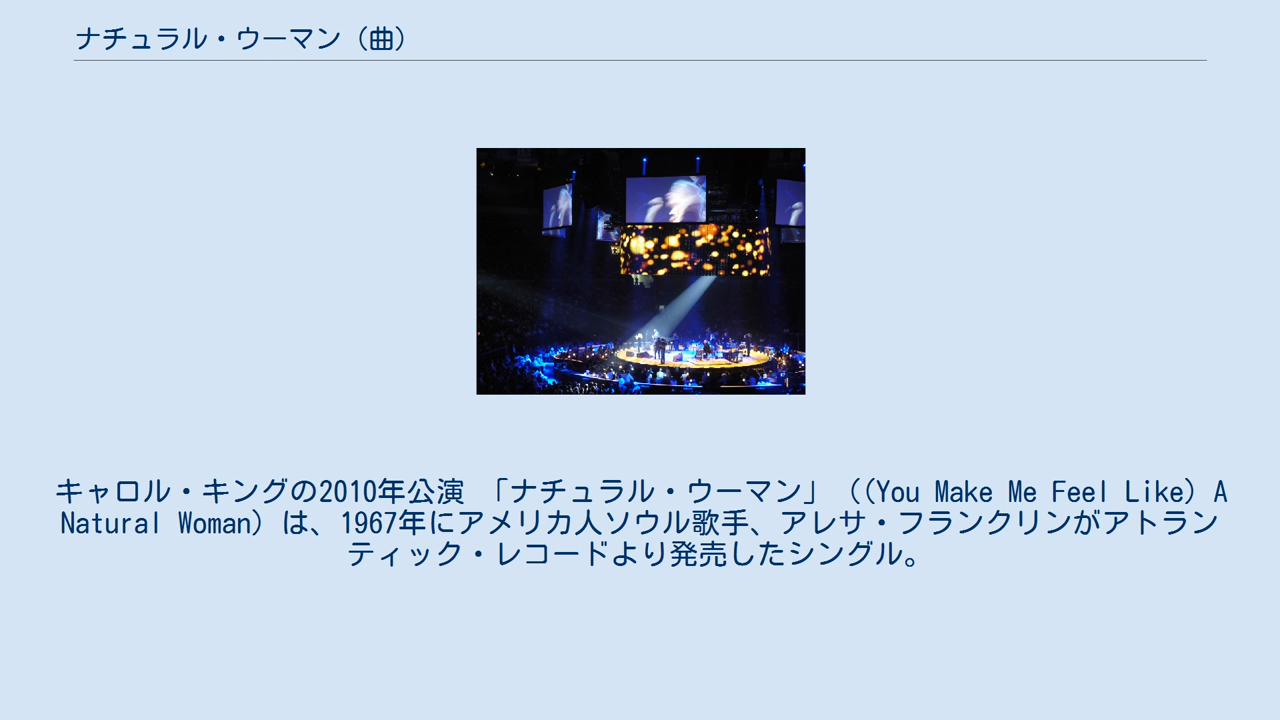 ナチュラル・ウーマン（曲）
キャロル・キングの2010年公演 「ナチュラル・ウーマン」（(You Make Me Feel Like) A
Natural Woman）は、1967年にアメリカ人ソウル歌手、アレサ・フランクリンがアトラン
ティック・レコードより発売したシングル。